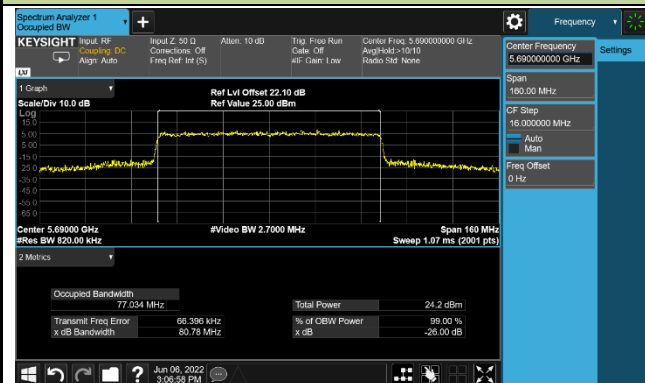 Spectrum Analyzer 1
Occupied BW
+
Frequency
KEYSIGHT
Input: RF
Coupling: DC
Align: Auto
Input Z: 50 Ω
Corrections: Off
Freq Ref: Int (S)
Atten: 10 dB
Trig: Free Run
Gate: Off
#IF Gain: Low
Center Freq: 5.690000000 GHz
Avg|Hold:>10/10
Radio Std: None
LXI
Center Frequency
5.690000000 GHz
Settings
Span
160.00 MHz
CF Step
16.000000 MHz
Auto
Man
Freq Offset
0 Hz
1 Graph
Scale/Div 10.0 dB
Ref Lvl Offset 22.10 dB
Ref Value 25.00 dBm
Log
15.0
5.00
5.00
-15.0
-25.0
-35.0
-45.0
-55.0
-65.0
Center 5.69000 GHz
#Video BW 2.7000 MHz
Span 160 MHz
#Res BW 820.00 kHz
Sweep 1.07 ms (2001 pts)
2 Metrics
Occupied Bandwidth
77.034 MHz
Total Power 24.2 dBm
Transmit Freq Error 66.396 kHz
% of OBW Power 99.00 %
x dB Bandwidth 80.78 MHz
x dB -26.00 dB
?
Jun 06, 2022
3:06:58 PM